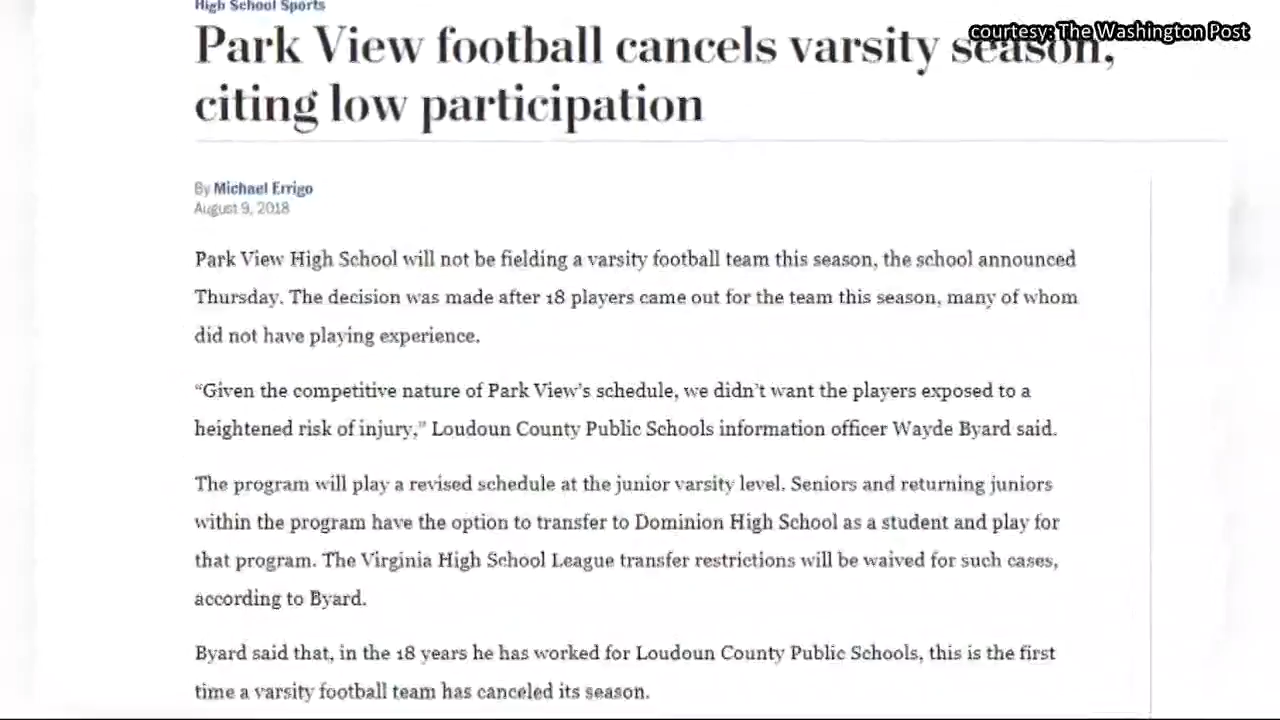 High School Sports
courtesy: The Washington Post
Park View football cancels varsity season,
citing low participation
By Michael Errigo
August 9, 2018
Park View High School will not be fielding a varsity football team this season, the school announced
Thursday. The decision was made after 18 players came out for the team this season, many of whom
did not have playing experience.
“Given the competitive nature of Park View’s schedule, we didn’t want the players exposed to a
heightened risk of injury,” Loudoun County Public Schools information officer Wayde Byard said.
The program will play a revised schedule at the junior varsity level. Seniors and returning juniors
within the program have the option to transfer to Dominion High School as a student and play for
that program. The Virginia High School League transfer restrictions will be waived for such cases,
according to Byard.
Byard said that, in the 18 years he has worked for Loudoun County Public Schools, this is the first
time a varsity football team has canceled its season.